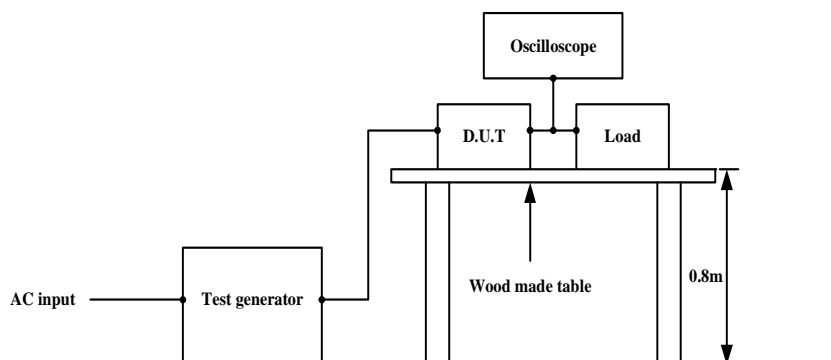 Oscilloscope
D.U.T
Load
Wood made table
0.8m
AC input
Test generator